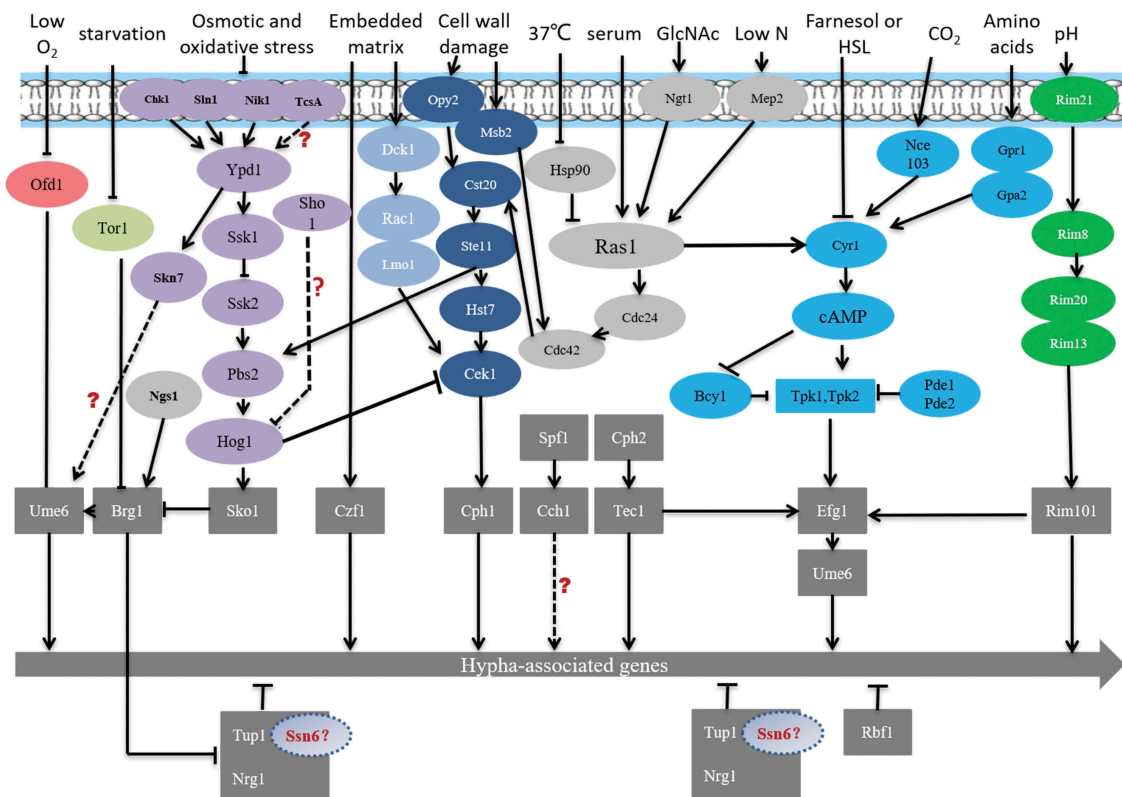 Low
O2
starvation
Osmotic and
oxidative stress
Embedded
matrix
Cell wall
damage
37℃
serum
GlcNAc
Low N
Farnesol or
HSL
CO2
Amino
acids
pH
Chk1
Sln1
Nik1
TcsA
?
Opy2
Msb2
Ngt1
Mep2
Rim21
Ofd1
Ypd1
Dck1
Hsp90
Nce
103
Gpr1
Gpa2
Cst20
Tor1
Sho
1
Ssk1
Rac1
Lmo1
Ste11
Ras1
Cyr1
Rim8
Skn7
?
Ssk2
Hst7
Cdc24
cAMP
Rim20
Rim13
Cdc42
Pbs2
Cek1
?
Ngs1
Bcy1
Tpk1,Tpk2
Pde1
Pde2
Hog1
Spf1
Cph2
Ume6
Brg1
Sko1
Czf1
Cph1
Cch1
Tec1
Efg1
Rim101
?
Ume6
Hypha-associated genes
Tup1
Ssn6?
Nrg1
Tup1
Ssn6?
Nrg1
Rbf1